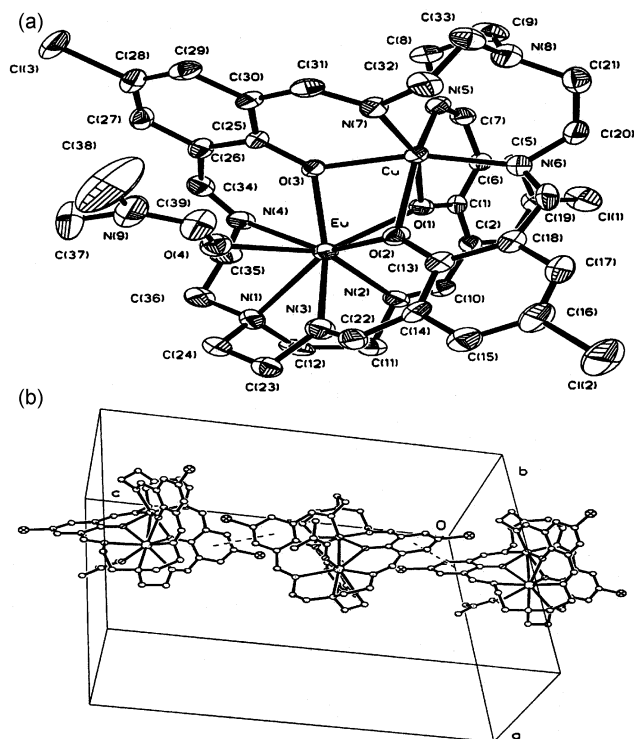 (a)
C(33) C(9)
Cl(3) C(28) C(29) C(31) C(8) N(8)
C(30) C(32) C(21)
N(5)
C(27) C(25) N(7) C(7)
C(5) C(20)
C(38) C(26) Cu C(6) N(6)
O(3)
C(39) C(34) N(4) C(1) C(19) Cl(1)
Eu O(1) C(2) C(18)
N(9) O(4) O(2) C(13) C(17)
C(37) C(35)
C(36) N(1) N(2) C(10)
N(3) C(22) C(14) C(16)
C(24) C(12) C(11) C(15)
C(23) Cl(2)
(b)
c O b
a